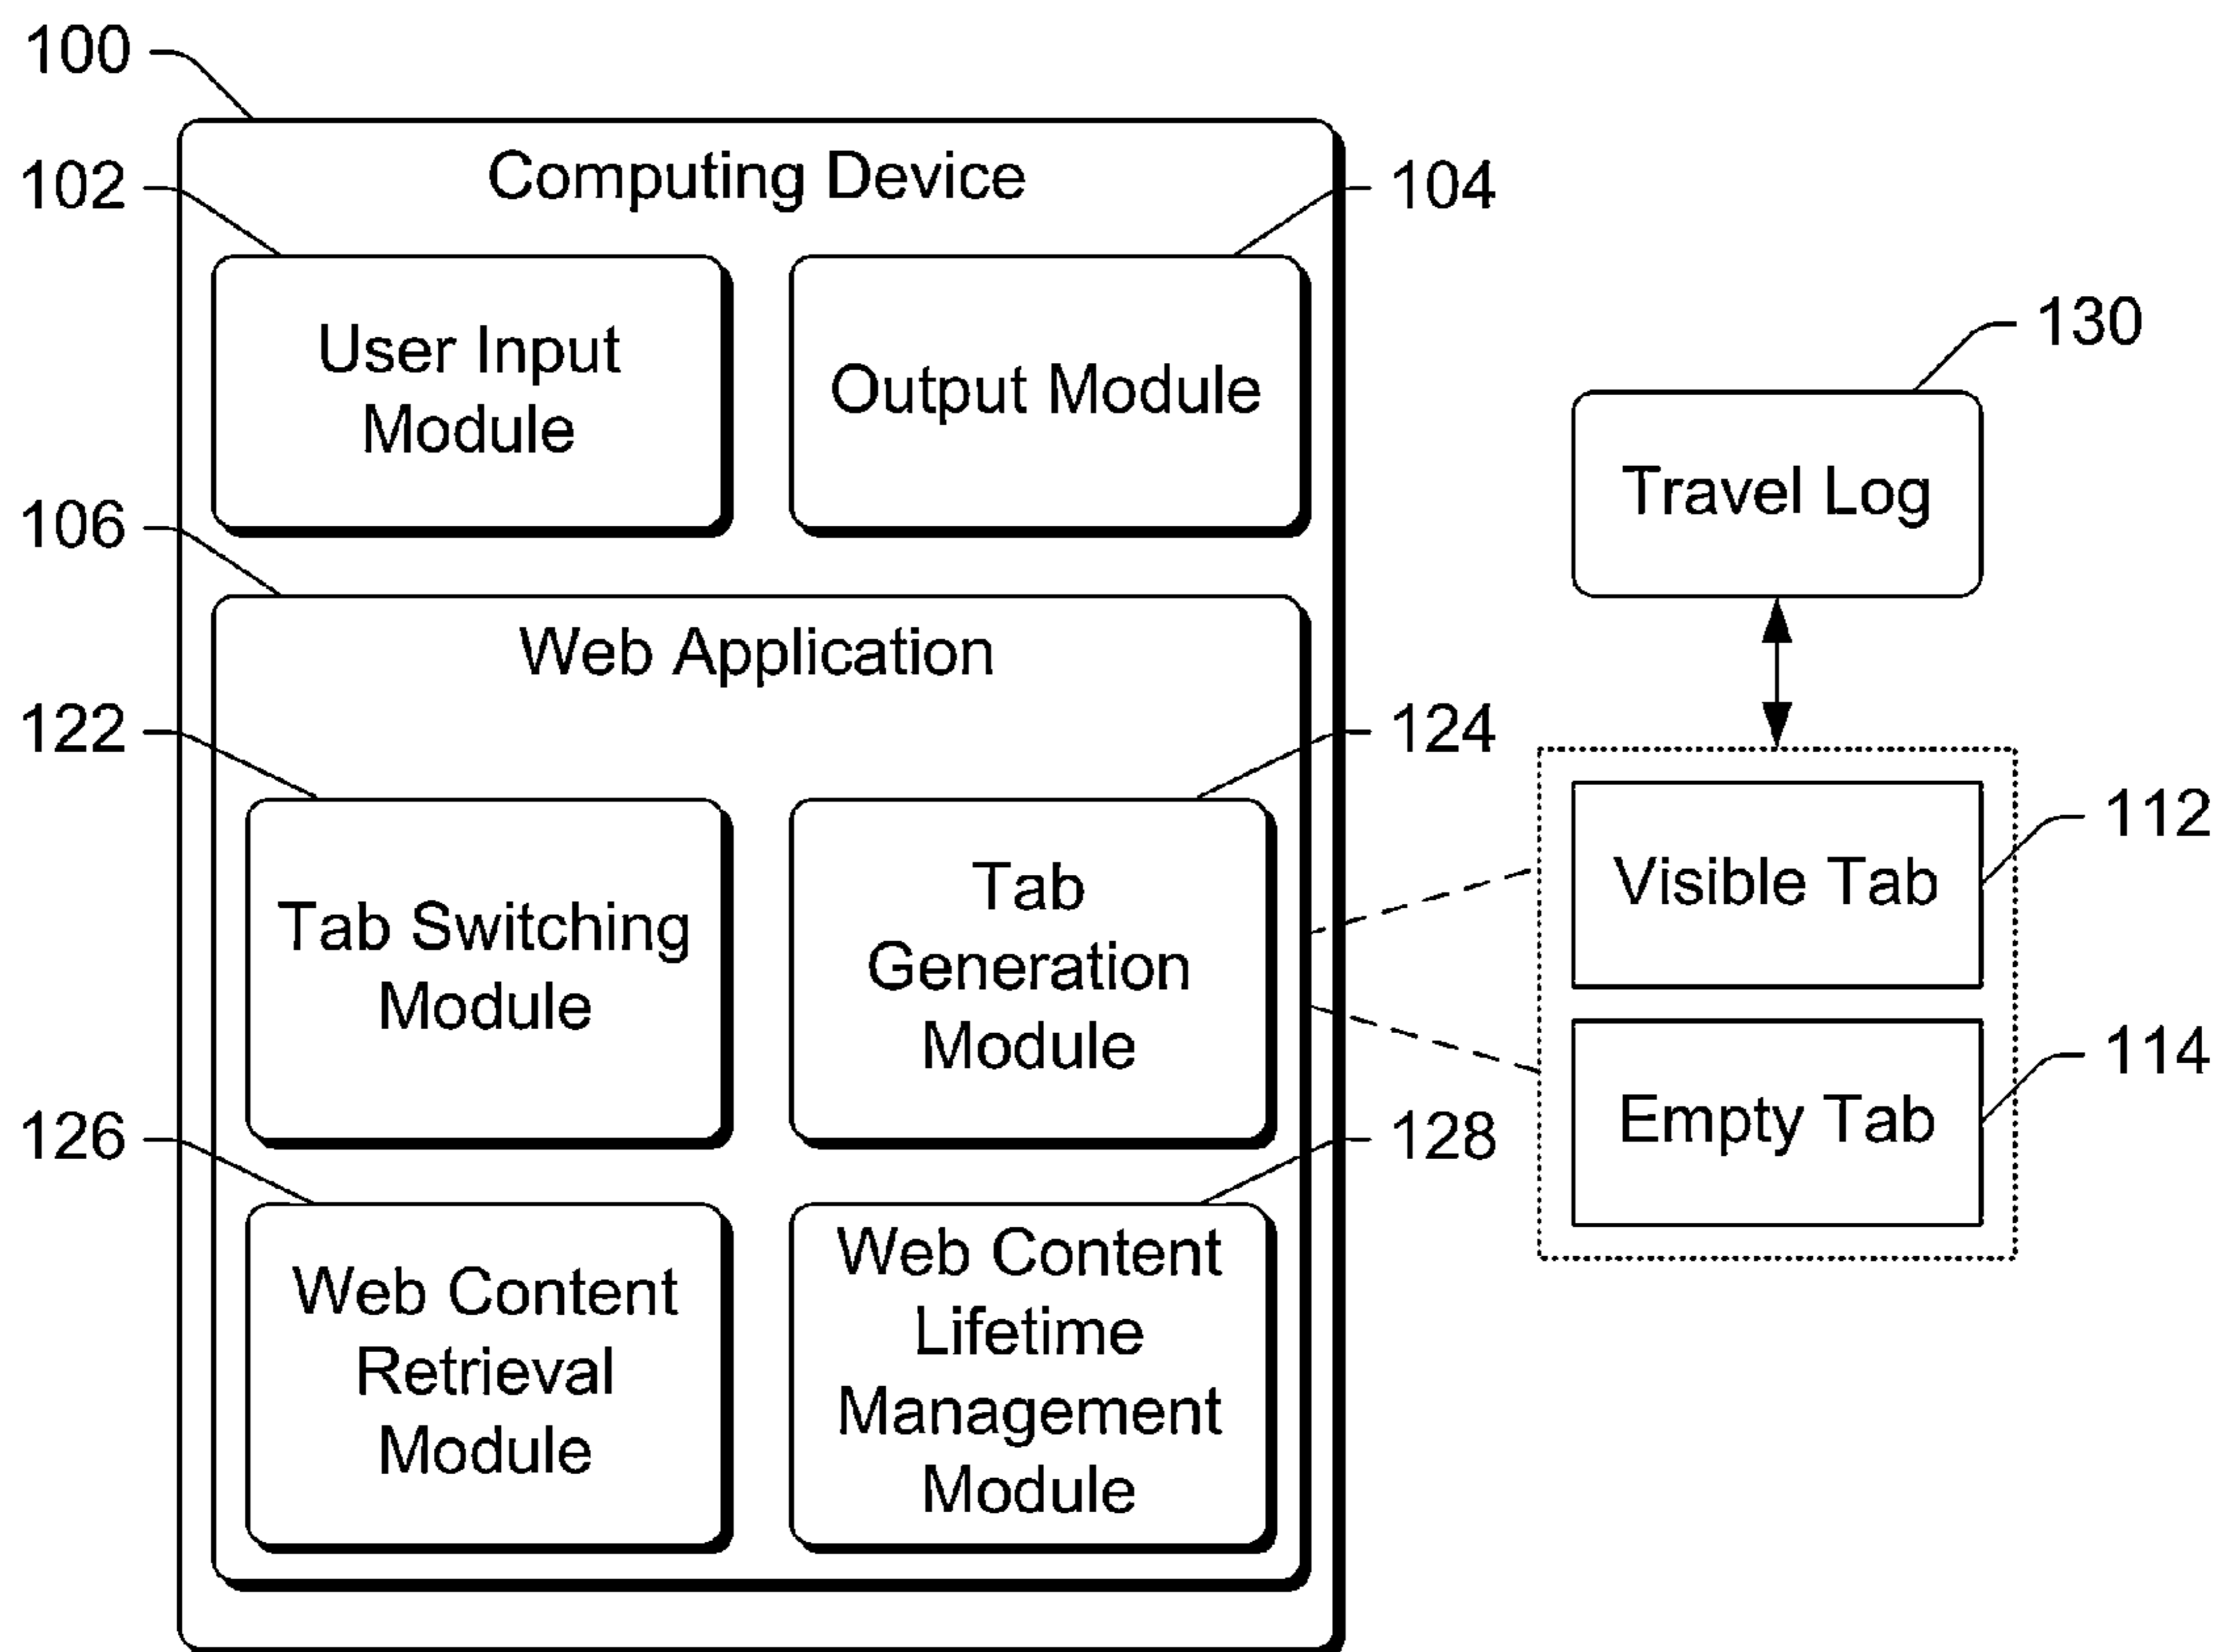 100
Computing Device
102
104
User Input
Module
Output Module
130
Travel Log
106
Web Application
122
124
Tab Switching
Module
Tab
Generation
Module
112
Visible Tab
114
Empty Tab
126
128
Web Content
Retrieval
Module
Web Content
Lifetime
Management
Module